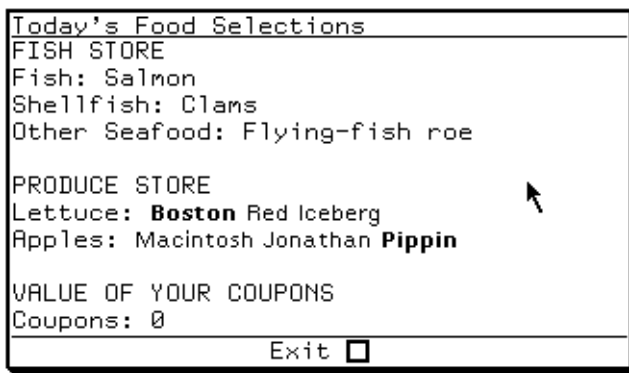 Today's Food Selections
FISH STORE
Fish: Salmon
Shellfish: Clams
Other Seafood: Flying-fish roe
PRODUCE STORE
Lettuce: Boston Red Iceberg
Apples: Macintosh Jonathan Pippin
VALUE OF YOUR COUPONS
Coupons: 0
Exit